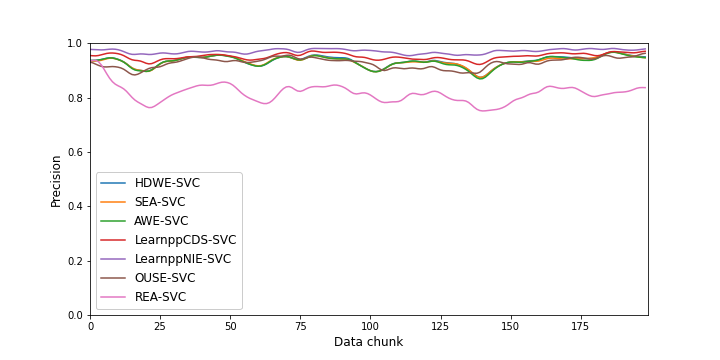 1.0
0.8
0.6
0.4
0.2
0.0
Precision
HDWE-SVC
SEA-SVC
AWE-SVC
LearnppCDS-SVC
LearnppNIE-SVC
OUSE-SVC
REA-SVC
0 25 50 75 100 125 150 175
Data chunk